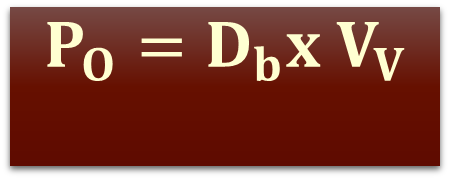 P_O = D_b x V_V